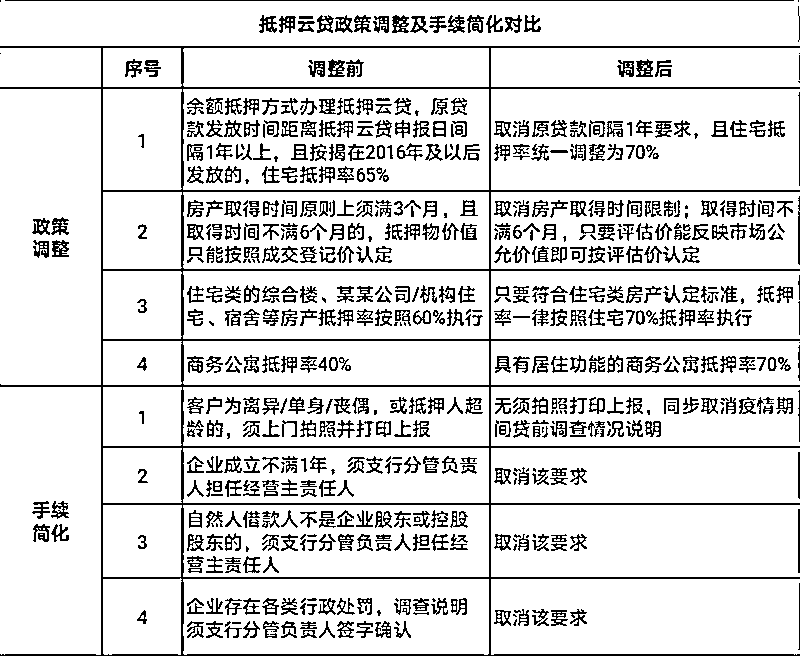 抵押云贷政策调整及手续简化对比
序号
调整前
调整后
政策
调整
1
余额抵押方式办理抵押云贷，原贷
款发放时间距离抵押云贷申报日间
隔1年以上，且按揭在2016年及以后
发放的，住宅抵押率65%
取消原贷款间隔1年要求，且住宅抵
押率统一调整为70%
2
房产取得时间原则上须满3个月，且
取得时间不满6个月的，抵押物价值
只能按照成交登记价认定
取消房产取得时间限制；取得时间不
满6个月，只要评估价能反映市场公
允价值即可按评估价认定
3
住宅类的综合楼、某某公司/机构住
宅、宿舍等房产抵押率按照60%执行
只要符合住宅类房产认定标准，抵押
率一律按照住宅70%抵押率执行
4
商务公寓抵押率40%
具有居住功能的商务公寓抵押率70%
手续
简化
1
客户为离异/单身/丧偶，或抵押人超
龄的，须上门拍照并打印上报
无须拍照打印上报，同步取消疫情期
间贷前调查情况说明
2
企业成立不满1年，须支行分管负责
人担任经营主责任人
取消该要求
3
自然人借款人不是企业股东或控股
股东的，须支行分管负责人担任经
营主责任人
取消该要求
4
企业存在各类行政处罚，调查说明
须支行分管负责人签字确认
取消该要求